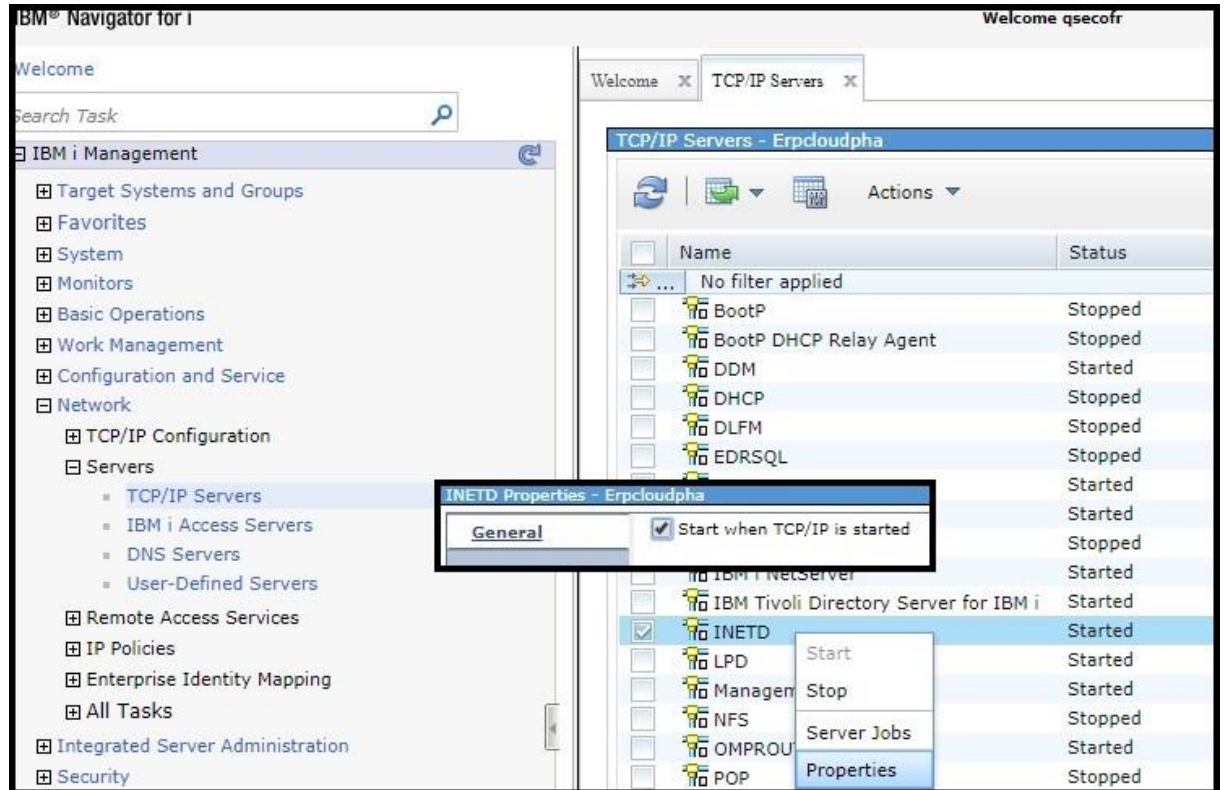 IBM® Navigator for i
Welcome qsecofr
Welcome
Search Task
IBM i Management
Target Systems and Groups
Favorites
System
Monitors
Basic Operations
Work Management
Configuration and Service
Network
TCP/IP Configuration
Servers
TCP/IP Servers
IBM i Access Servers
DNS Servers
User-Defined Servers
Remote Access Services
IP Policies
Enterprise Identity Mapping
All Tasks
Integrated Server Administration
Security
Welcome X TCP/IP Servers X
TCP/IP Servers - Erpcloudpha
Actions
Name Status
... No filter applied
BootP Stopped
BootP DHCP Relay Agent Stopped
DDM Started
DHCP Stopped
DLFM Stopped
EDRSQL Stopped
Started
Started
Stopped
IBM i NetServer Started
IBM Tivoli Directory Server for IBM i Started
INETD Started
LPD Started
Managem Started
NFS Stopped
OMPROU Started
POP Stopped
INETD Properties - Erpcloudpha
General
Start when TCP/IP is started
Start
Stop
Server Jobs
Properties